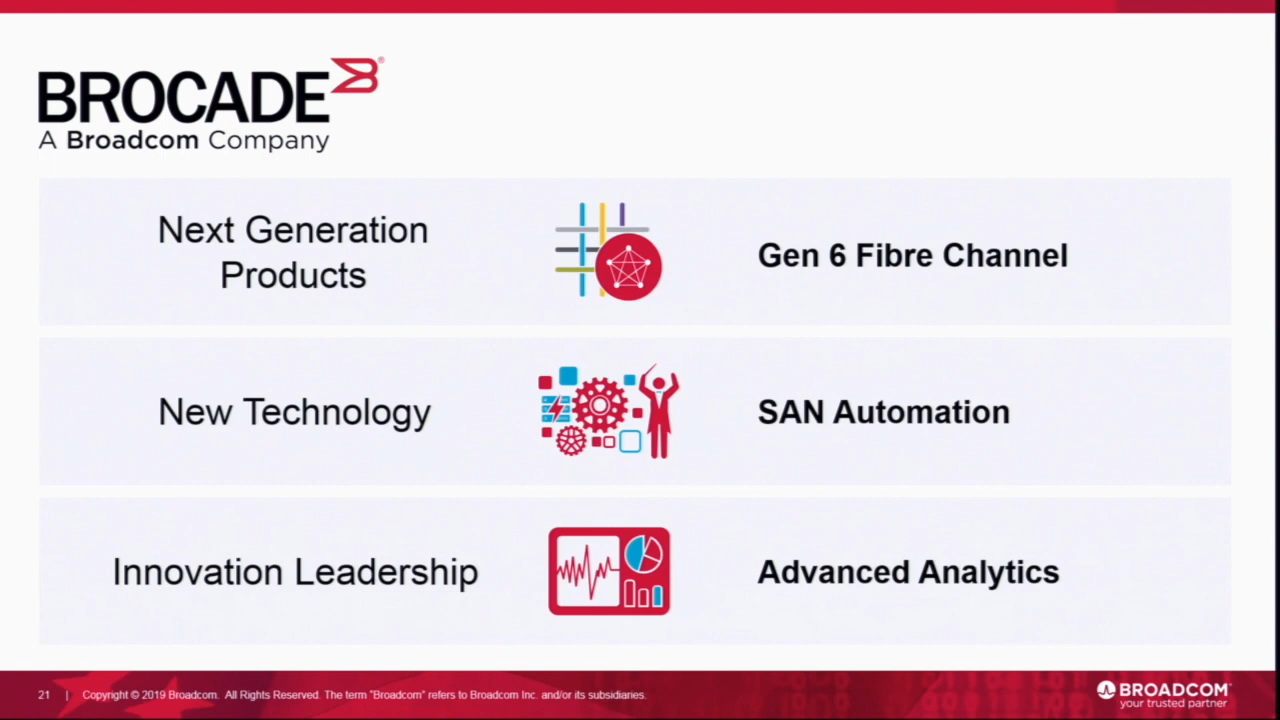 BROCADE
A Broadcom Company
Next Generation
Products
Gen 6 Fibre Channel
New Technology
SAN Automation
Innovation Leadership
Advanced Analytics
21 | Copyright © 2019 Broadcom. All Rights Reserved. The term "Broadcom" refers to Broadcom Inc. and/or its subsidiaries.
BROADCOM
your trusted partner